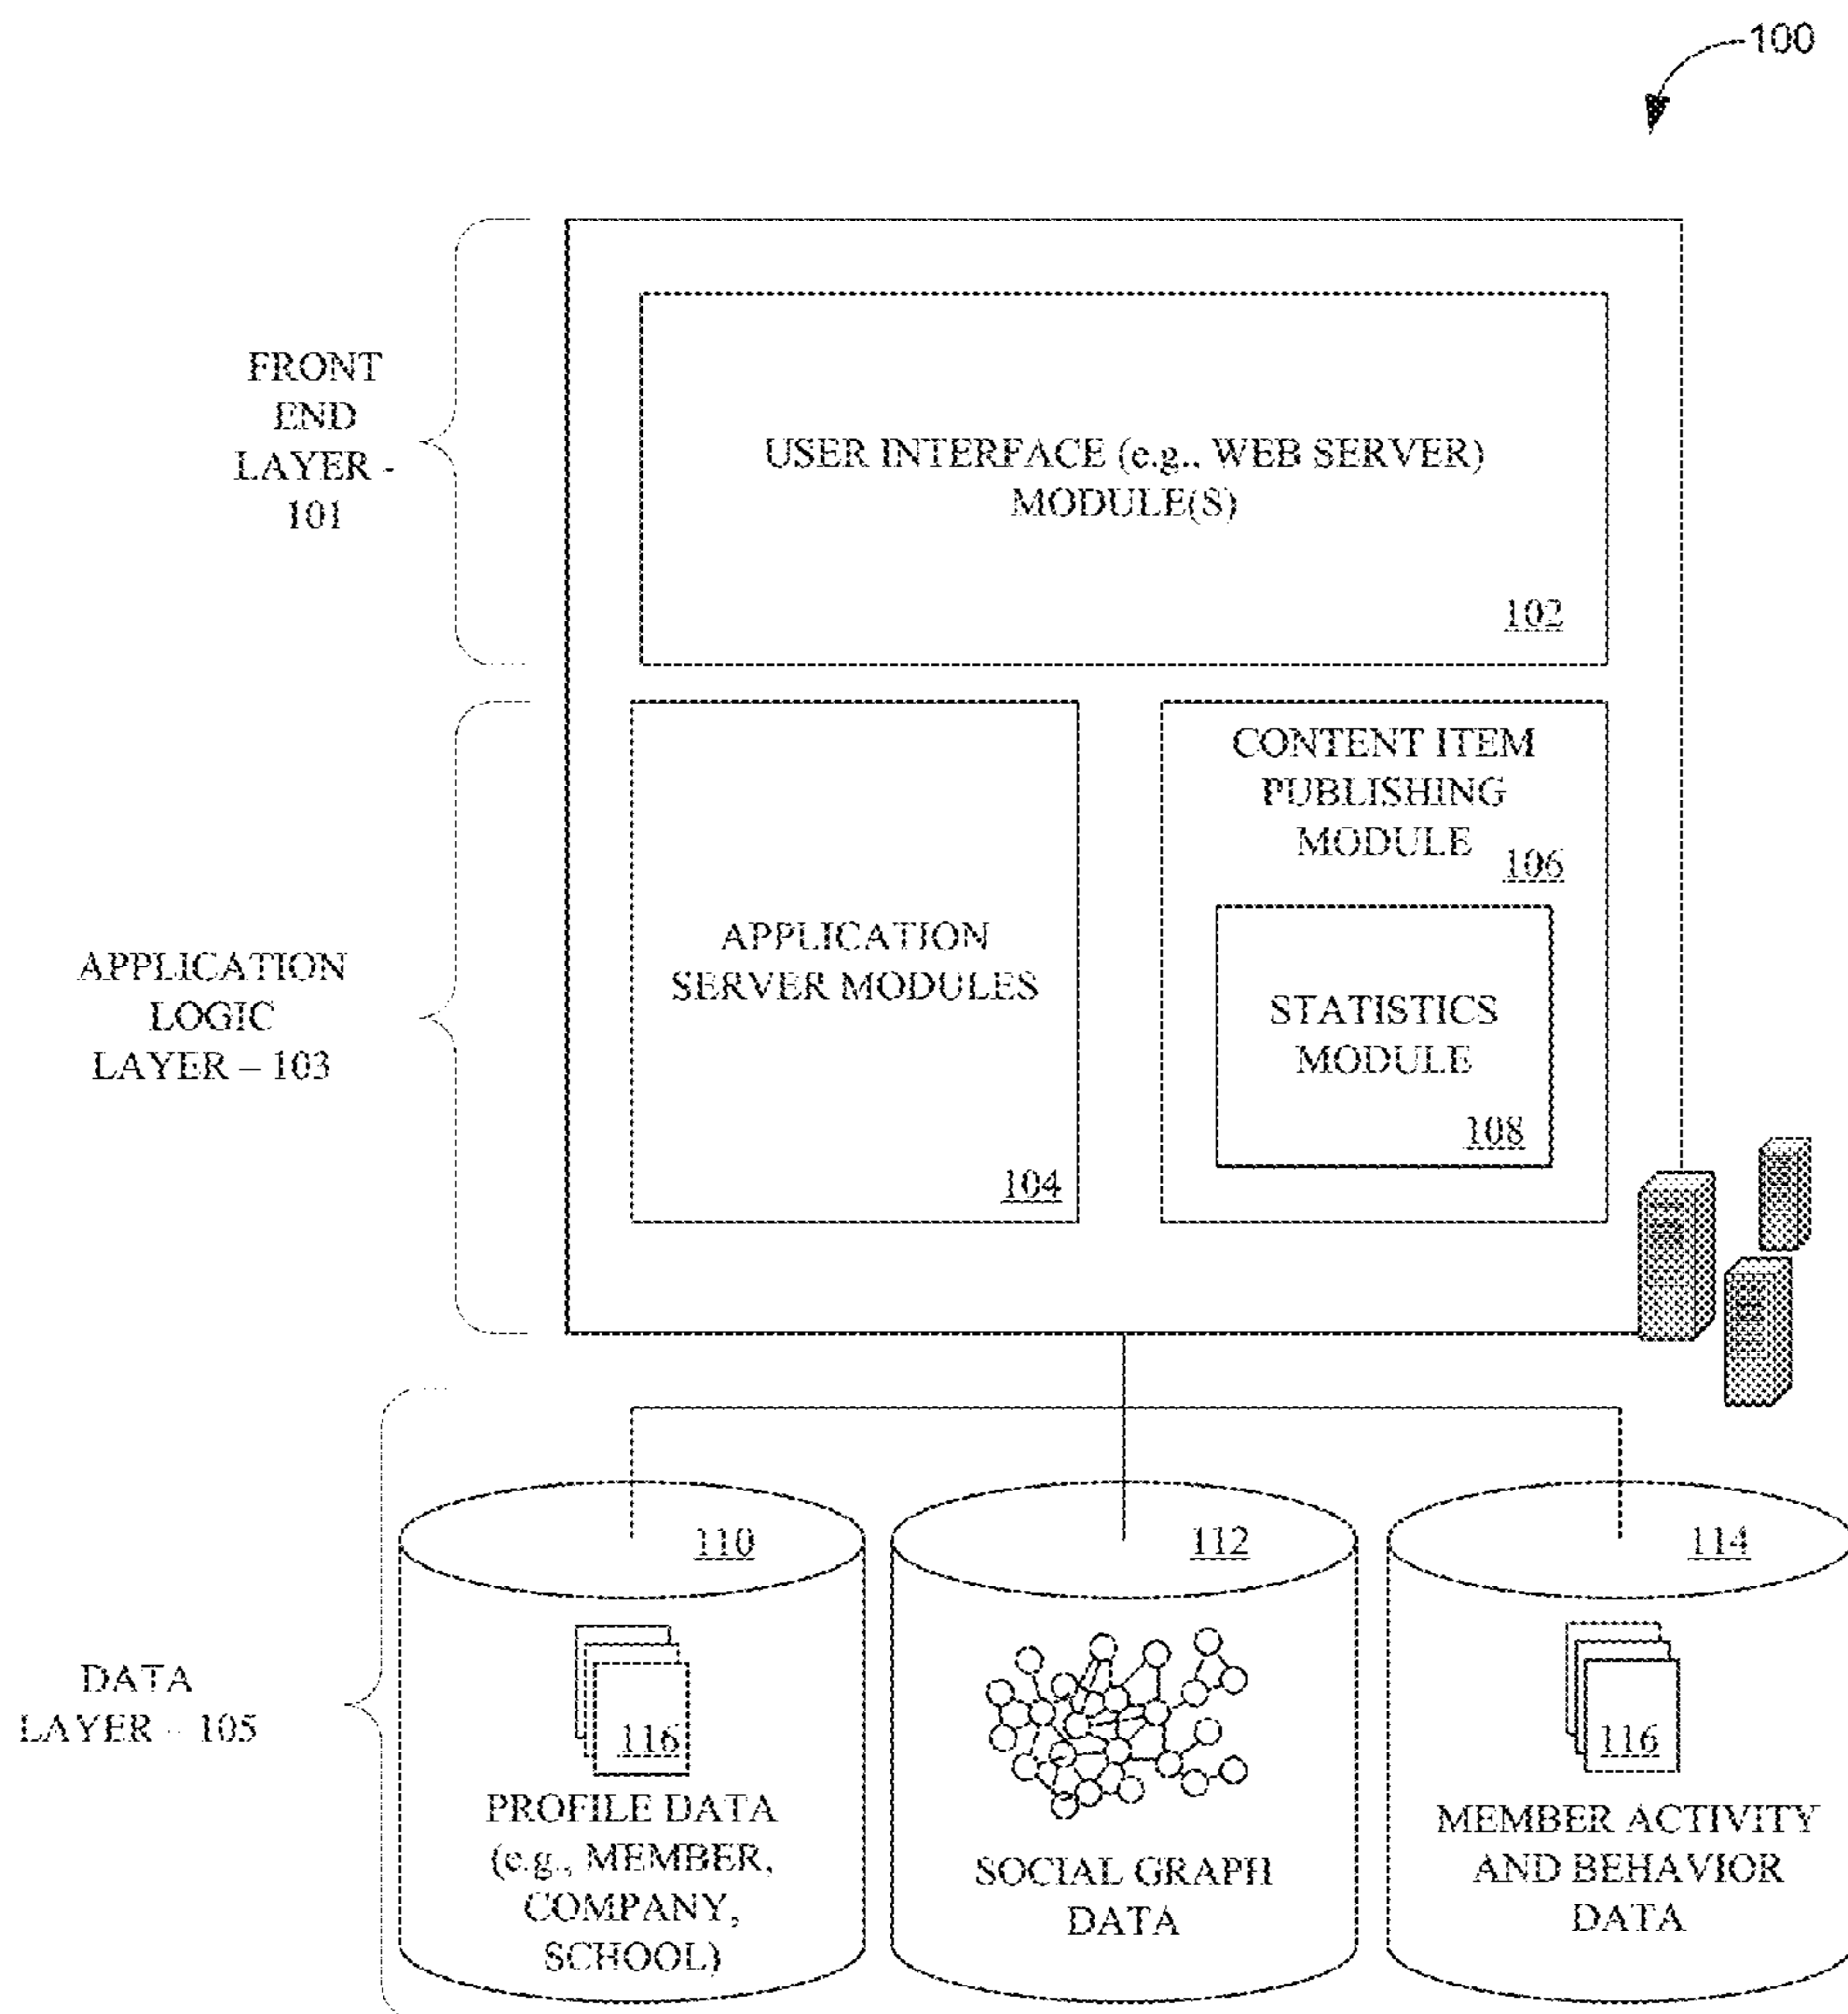 100
FRONT
END
LAYER -
101
USER INTERFACE (e.g., WEB SERVER)
MODULE(S)
102
APPLICATION
LOGIC
LAYER – 103
APPLICATION
SERVER MODULES
104
CONTENT ITEM
PUBLISHING
MODULE
106
STATISTICS
MODULE
108
DATA
LAYER – 105
110
116
PROFILE DATA
(e.g., MEMBER,
COMPANY,
SCHOOL)
112
SOCIAL GRAPH
DATA
114
116
MEMBER ACTIVITY
AND BEHAVIOR
DATA